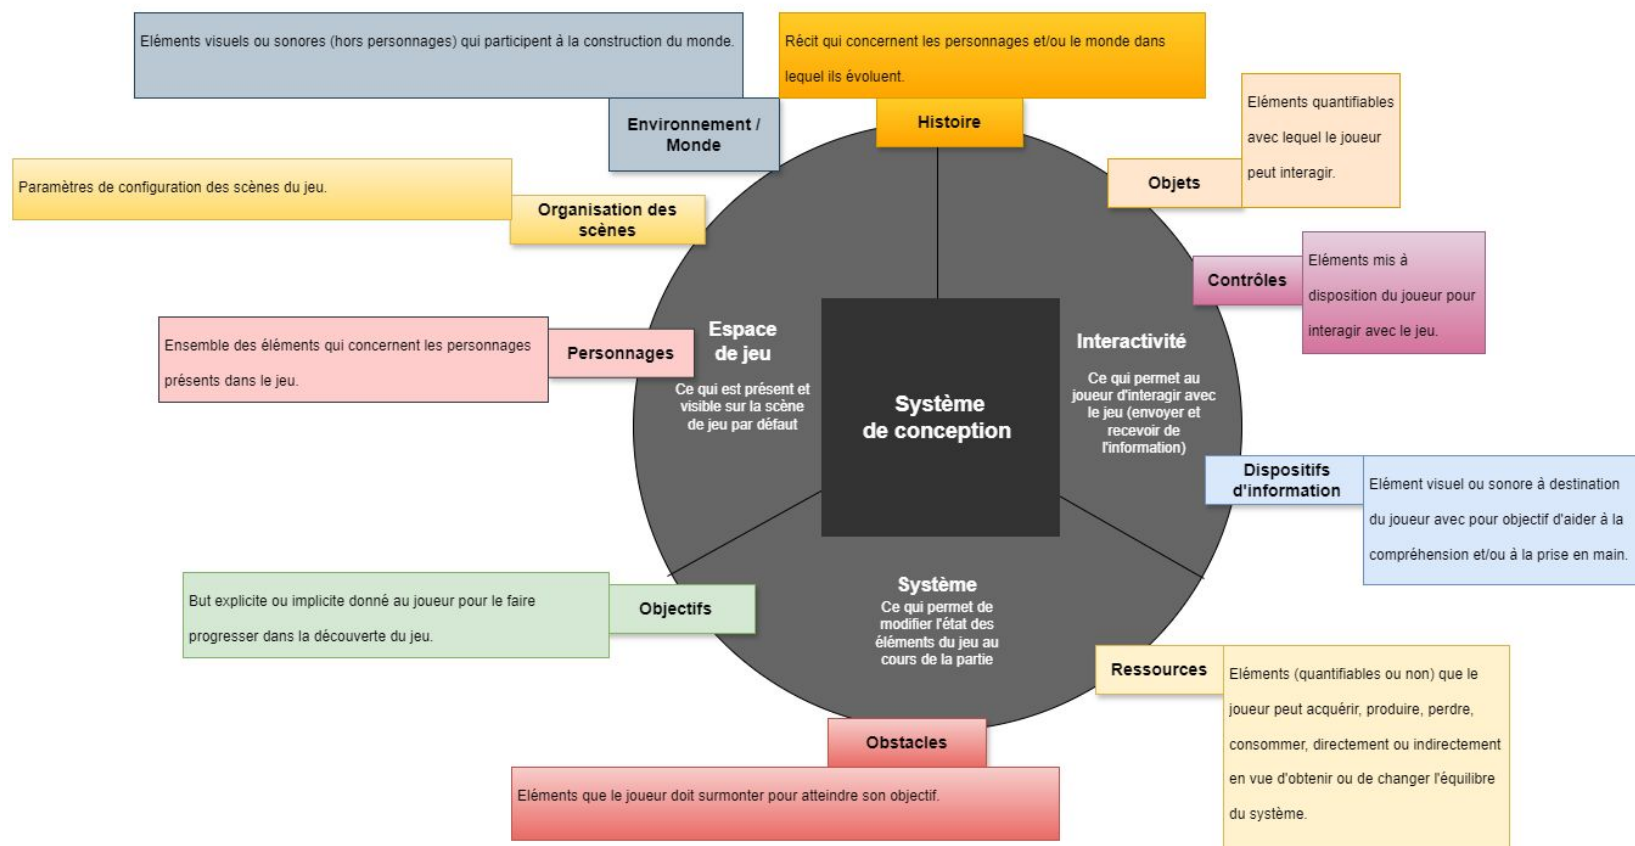 Eléments visuels ou sonores (hors personnages) qui participent à la construction du monde.
Environnement /
Monde
Récit qui concernent les personnages et/ou le monde dans
lequel ils évoluent.
Histoire
Eléments quantifiables
avec lequel le joueur
peut interagir.
Objets
Paramètres de configuration des scènes du jeu.
Organisation des
scènes
Contrôles
Eléments mis à
disposition du joueur pour
interagir avec le jeu.
Ensemble des éléments qui concernent les personnages
présents dans le jeu.
Personnages
Espace
de jeu
Ce qui est présent et
visible sur la scène
de jeu par défaut
Système
de conception
Interactivité
Ce qui permet au
joueur d'interagir avec
le jeu (envoyer et
recevoir de
l'information)
Dispositifs
d'information
Elément visuel ou sonore à destination
du joueur avec pour objectif d'aider à la
compréhension et/ou à la prise en main.
But explicite ou implicite donné au joueur pour le faire
progresser dans la découverte du jeu.
Objectifs
Système
Ce qui permet de
modifier l'état des
éléments du jeu au
cours de la partie
Ressources
Eléments (quantifiables ou non) que le
joueur peut acquérir, produire, perdre,
consommer, directement ou indirectement
en vue d'obtenir ou de changer l'équilibre
du système.
Obstacles
Eléments que le joueur doit surmonter pour atteindre son objectif.